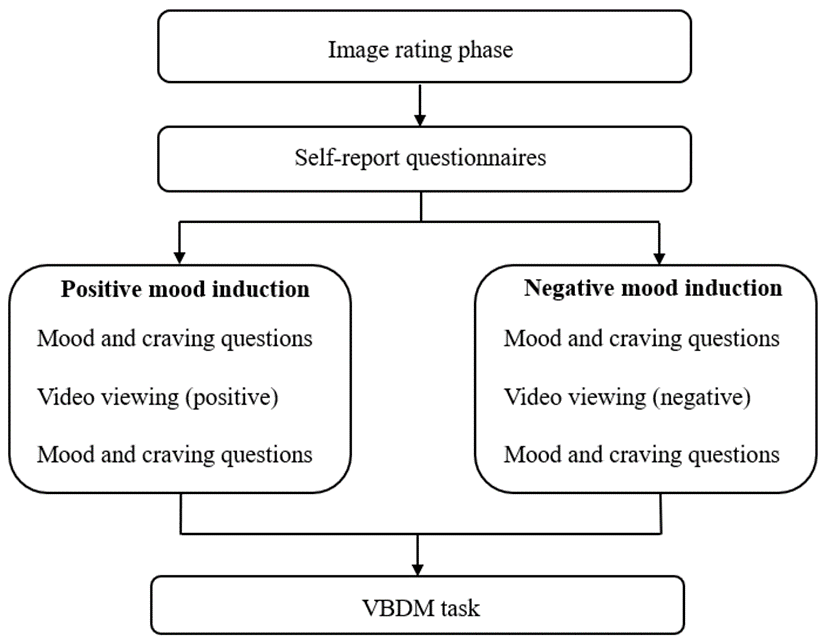 Image rating phase
Self-report questionnaires
Positive mood induction
Mood and craving questions
Video viewing (positive)
Mood and craving questions
Negative mood induction
Mood and craving questions
Video viewing (negative)
Mood and craving questions
VBDM task